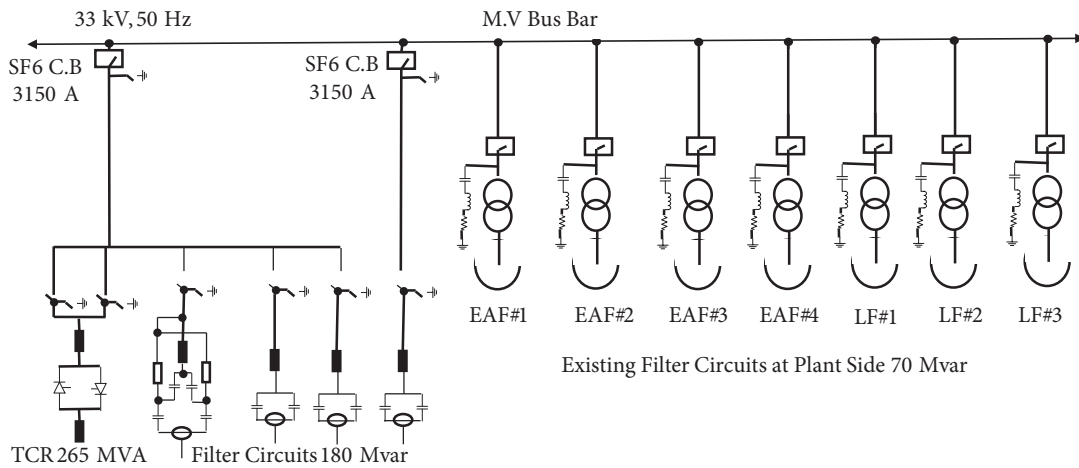 33 kV, 50 Hz
M.V Bus Bar
SF6 C.B
3150 A
SF6 C.B
3150 A
EAF#1
EAF#2
EAF#3
EAF#4
LF#1
LF#2
LF#3
Existing Filter Circuits at Plant Side 70 Mvar
TCR 265 MVA
Filter Circuits 180 Mvar